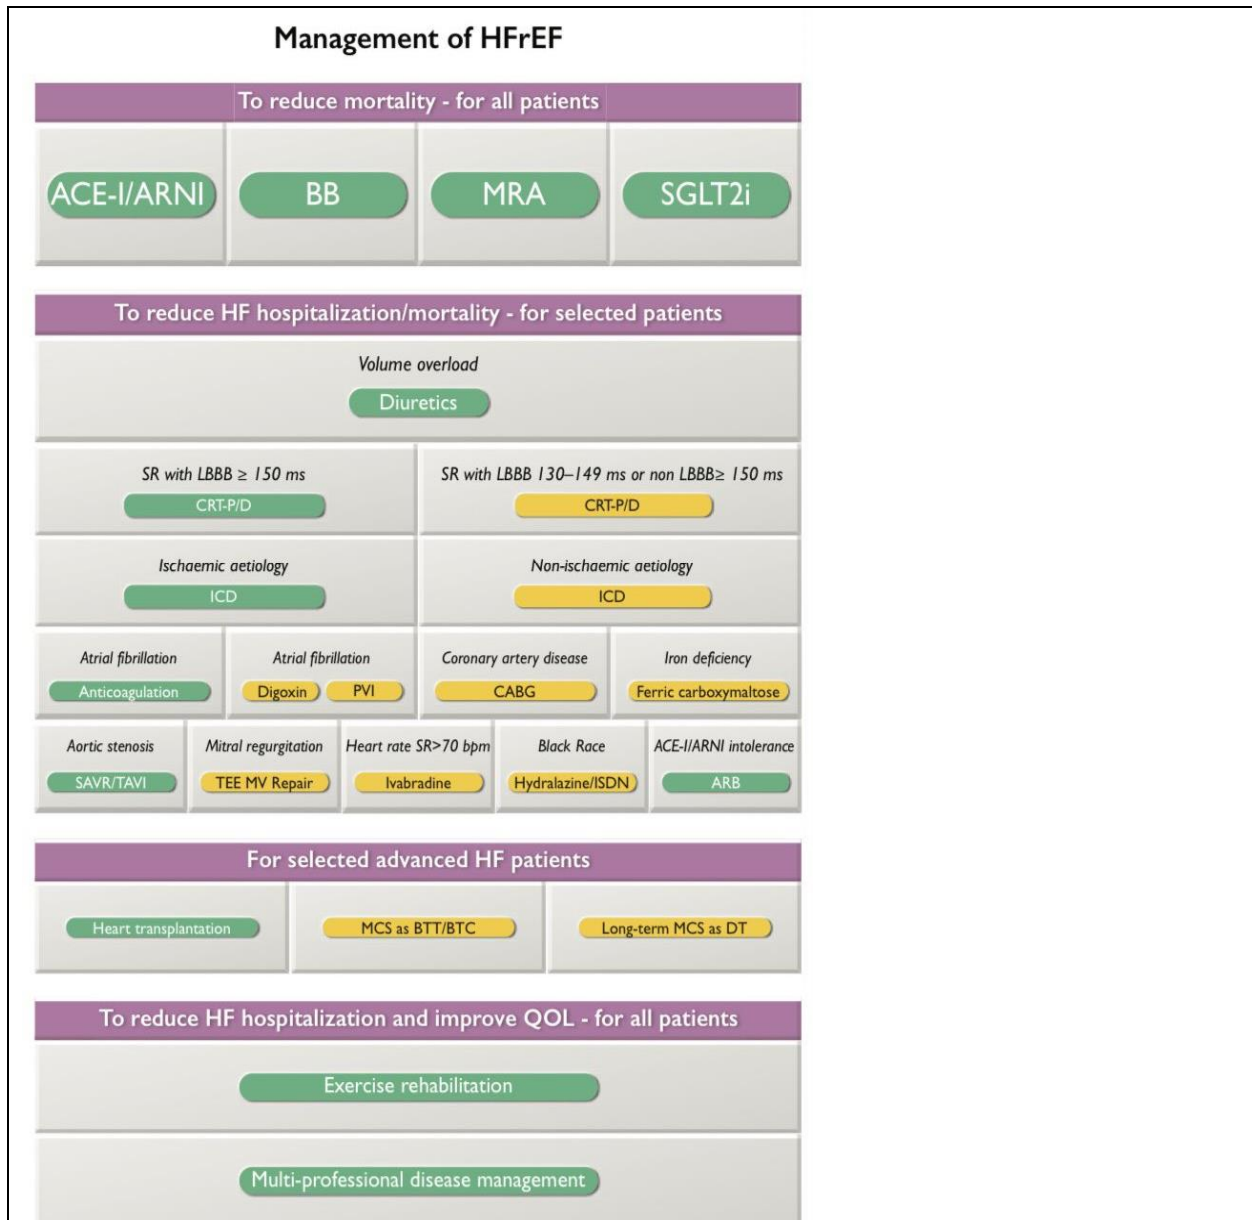 Management of HFrEF
To reduce mortality - for all patients
ACE-I/ARNI
BB
MRA
SGLT2i
To reduce HF hospitalization/mortality - for selected patients
Volume overload
Diuretics
SR with LBBB ≥ 150 ms
CRT-P/D
SR with LBBB 130–149 ms or non LBBB≥ 150 ms
CRT-P/D
Ischaemic aetiology
ICD
Non-ischaemic aetiology
ICD
Atrial fibrillation
Anticoagulation
Atrial fibrillation
Digoxin
PVI
Coronary artery disease
CABG
Iron deficiency
Ferric carboxymaltose
Aortic stenosis
SAVR/TAVI
Mitral regurgitation
TEE MV Repair
Heart rate SR>70 bpm
Ivabradine
Black Race
Hydralazine/ISDN
ACE-I/ARNI intolerance
ARB
For selected advanced HF patients
Heart transplantation
MCS as BTT/BTC
Long-term MCS as DT
To reduce HF hospitalization and improve QOL - for all patients
Exercise rehabilitation
Multi-professional disease management